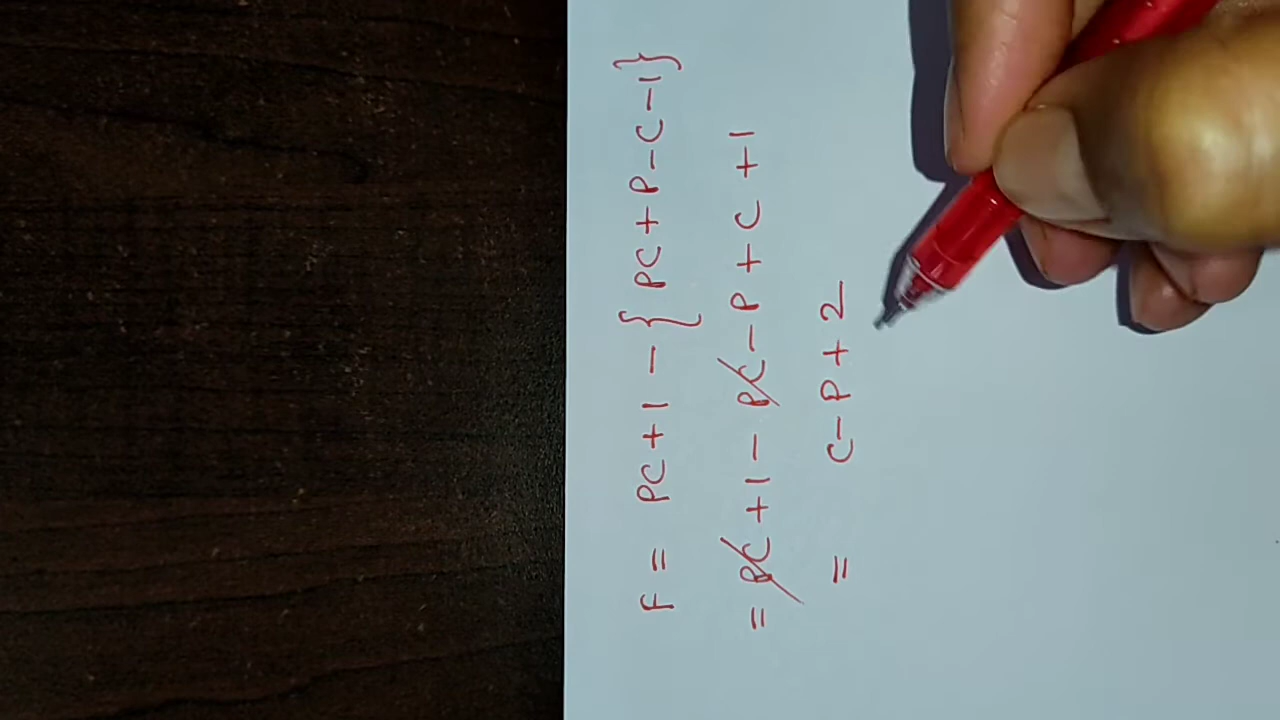 F = PC+1 - { PC+P-C-1}
= PC+1 - PC - P + C + 1
= C-P+2